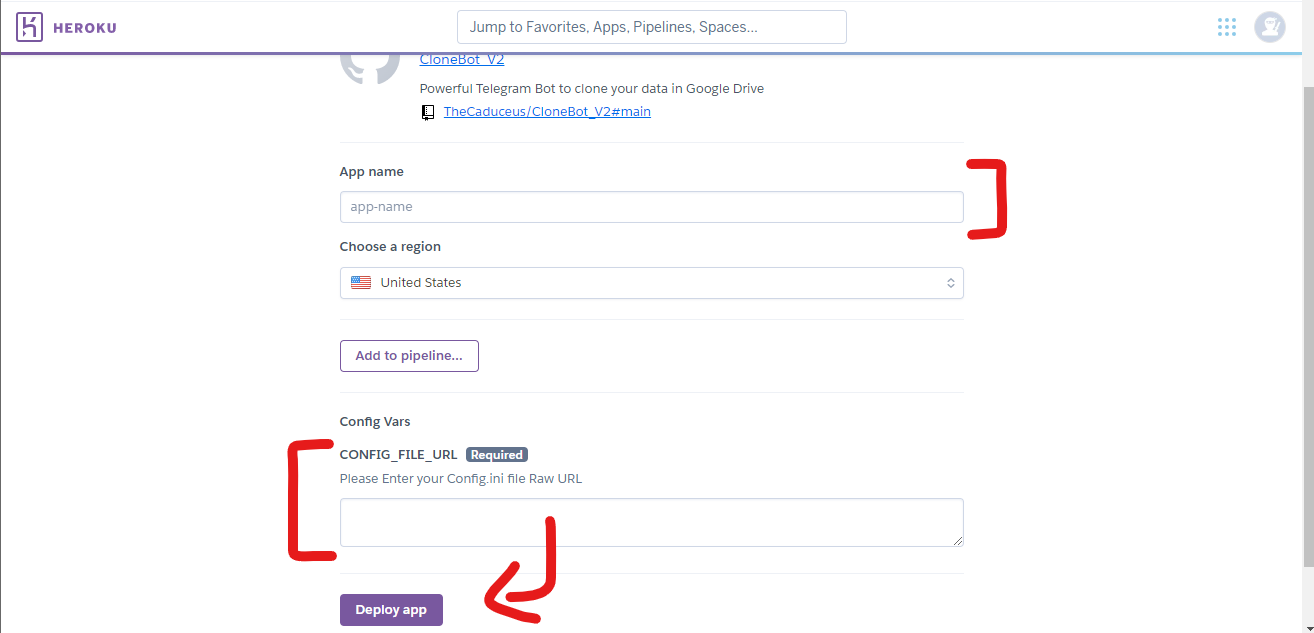 HEROKU
Jump to Favorites, Apps, Pipelines, Spaces...
CloneBot_V2
Powerful Telegram Bot to clone your data in Google Drive
TheCaduceus/CloneBot_V2#main
App name
app-name
Choose a region
United States
Add to pipeline...
Config Vars
CONFIG_FILE_URL Required
Please Enter your Config.ini file Raw URL
Deploy app